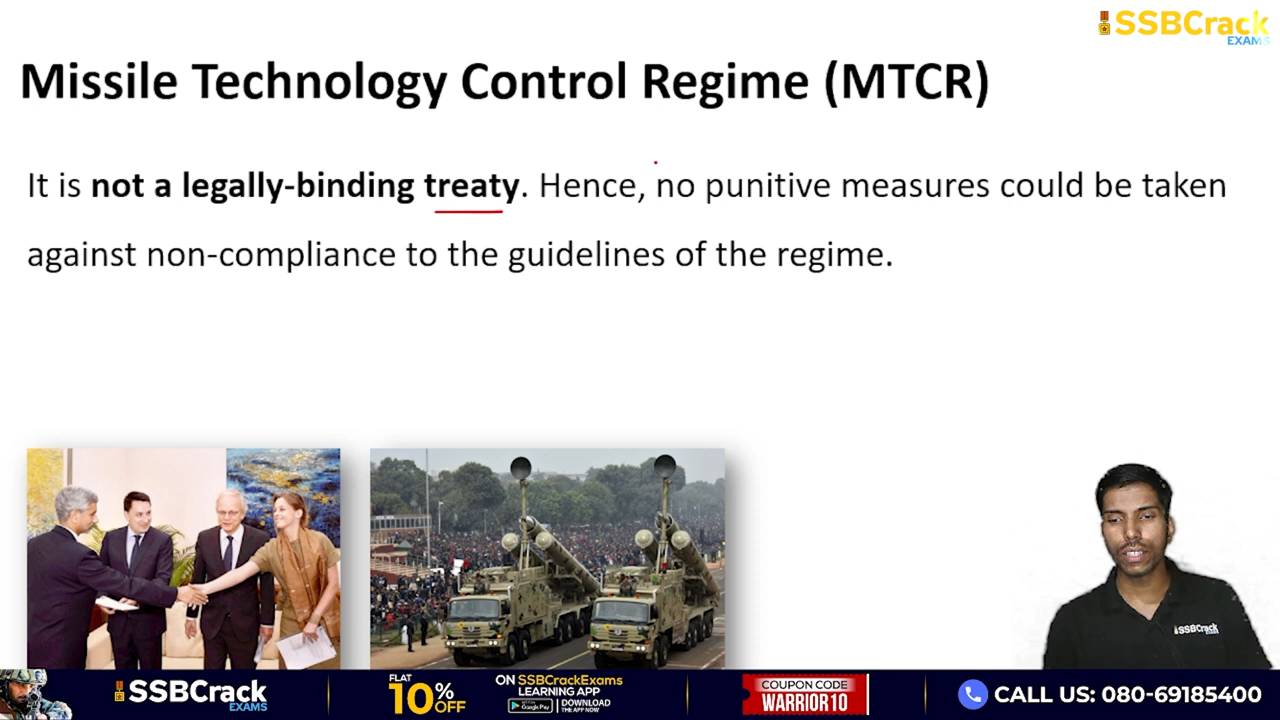 SSBCrack
EXAMS
Missile Technology Control Regime (MTCR)
It is not a legally-binding treaty. Hence, no punitive measures could be taken
against non-compliance to the guidelines of the regime.
SSBCrack
SSBCrack
EXAMS
FLAT
10% OFF
ON SSBCrackExams
LEARNING APP
Google Play
DOWNLOAD
THE APP NOW
COUPON CODE
WARRIOR10
CALL US: 080-69185400